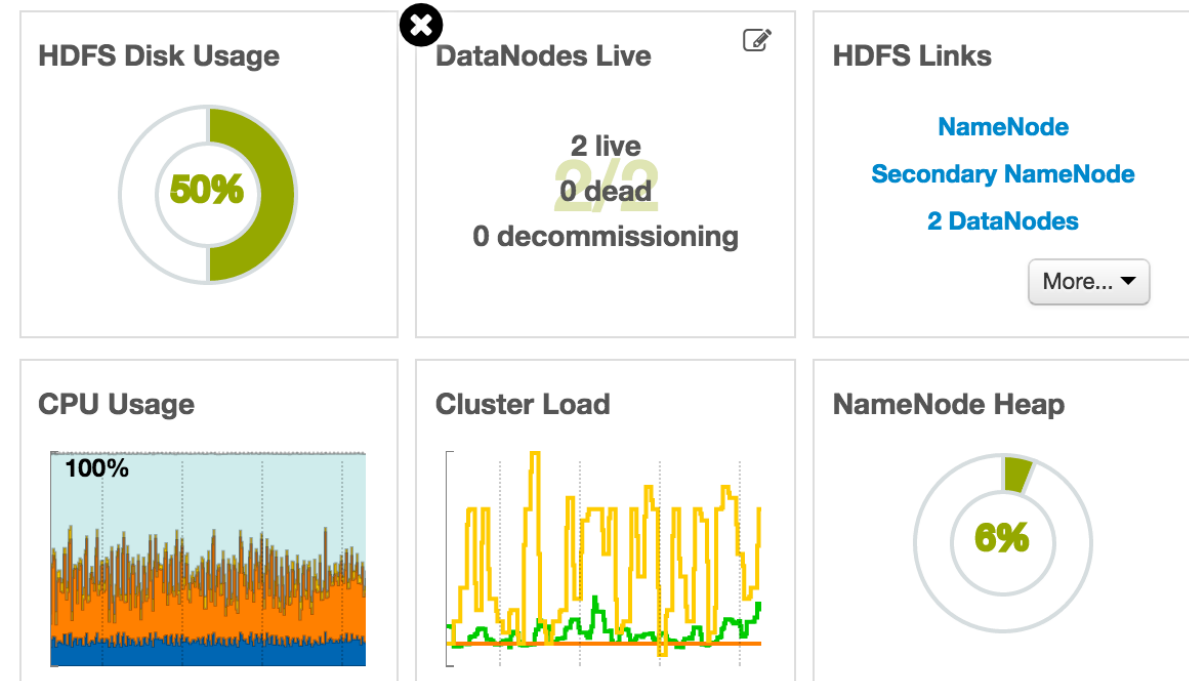 HDFS Disk Usage
50%
DataNodes Live
2/2
2 live
0 dead
0 decommissioning
HDFS Links
NameNode
Secondary NameNode
2 DataNodes
More...
CPU Usage
100%
Cluster Load
NameNode Heap
6%